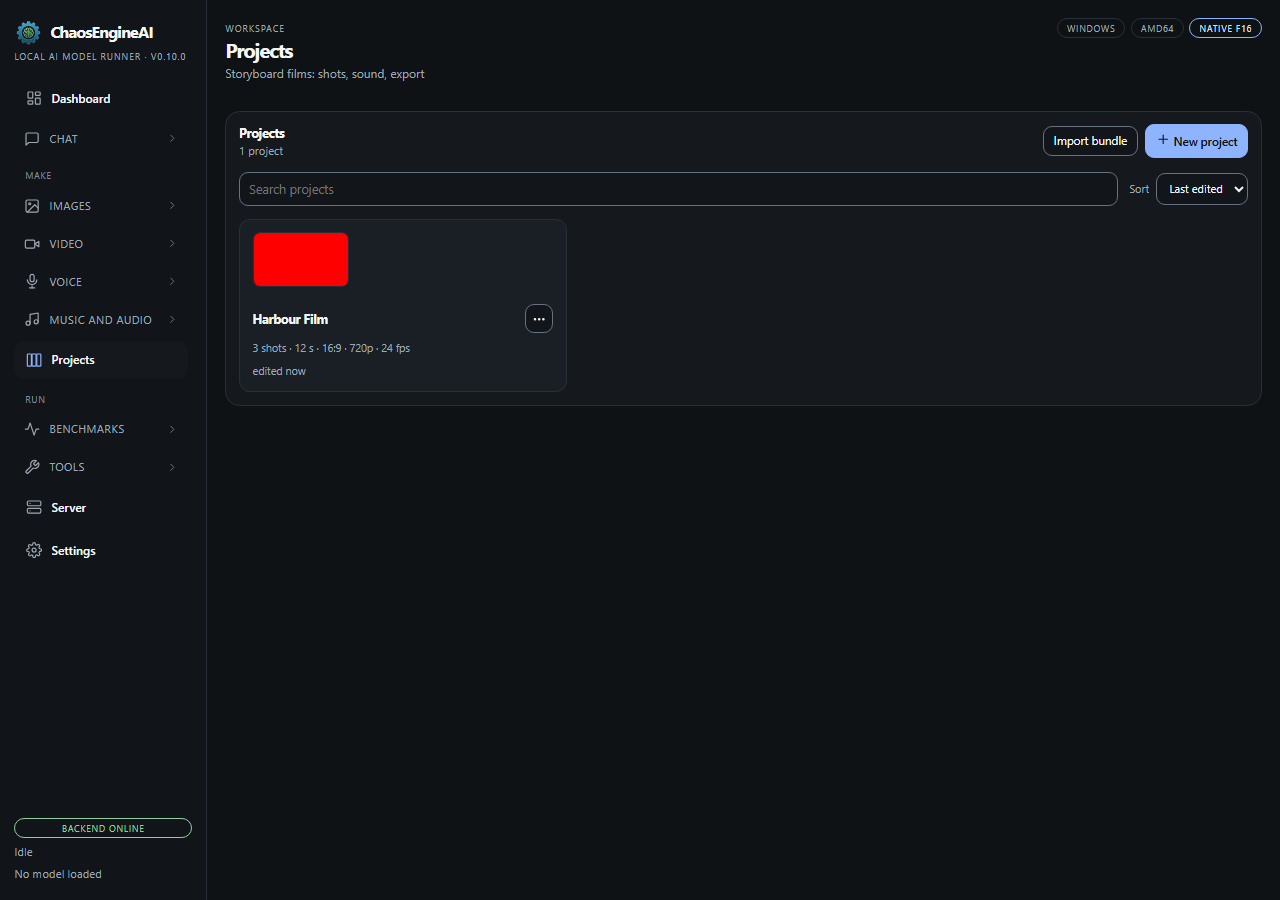 ChaosEngineAI
LOCAL AI MODEL RUNNER · V0.10.0
Dashboard
CHAT
MAKE
IMAGES
VIDEO
VOICE
MUSIC AND AUDIO
Projects
RUN
BENCHMARKS
TOOLS
Server
Settings
BACKEND ONLINE
Idle
No model loaded
WORKSPACE
Projects
Storyboard films: shots, sound, export
WINDOWS
AMD64
NATIVE F16
Projects
1 project
Import bundle
+ New project
Search projects
Sort
Last edited
Harbour Film
3 shots · 12 s · 16:9 · 720p · 24 fps
edited now